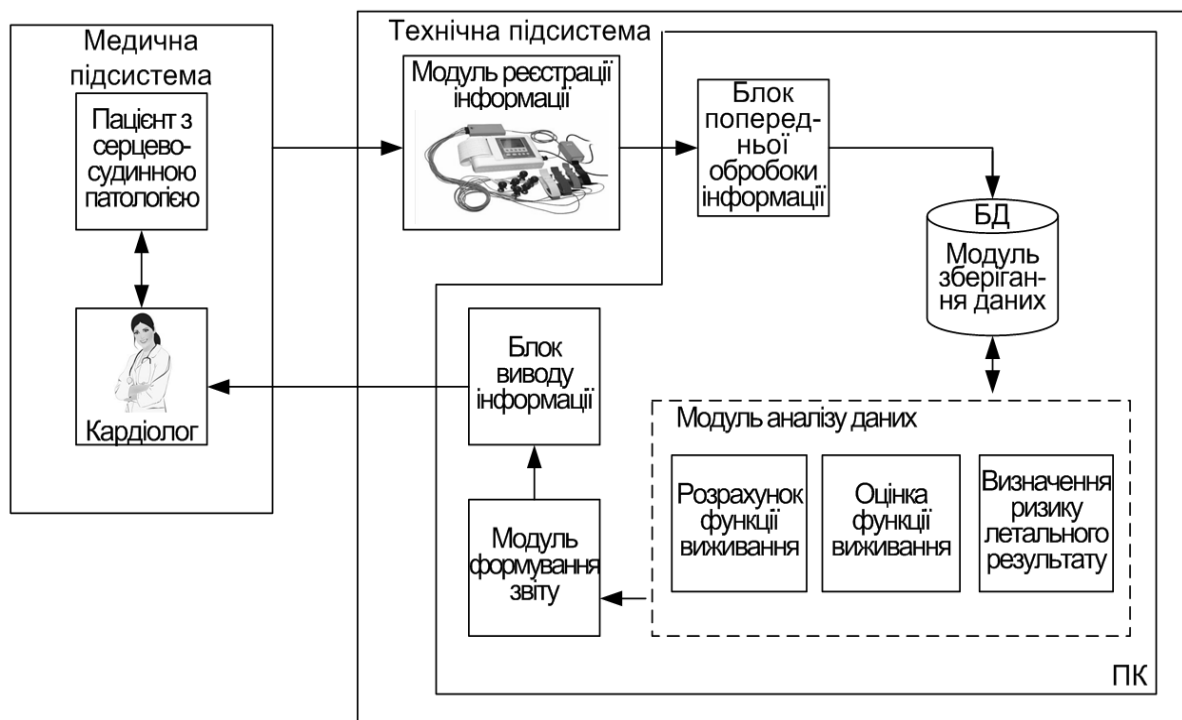 Медична
підсистема
Пацієнт з
серцево-
судинною
патологією
Кардіолог
Технічна підсистема
Модуль реєстрації
інформації
Блок
поперед-
ньої
обробоки
інформації
БД
Модуль
зберіган-
ня даних
Блок
виводу
інформації
Модуль аналізу даних
Розрахунок
функції
виживання
Оцінка
функції
виживання
Визначення
ризику
летального
результату
Модуль
формування
звіту
ПК